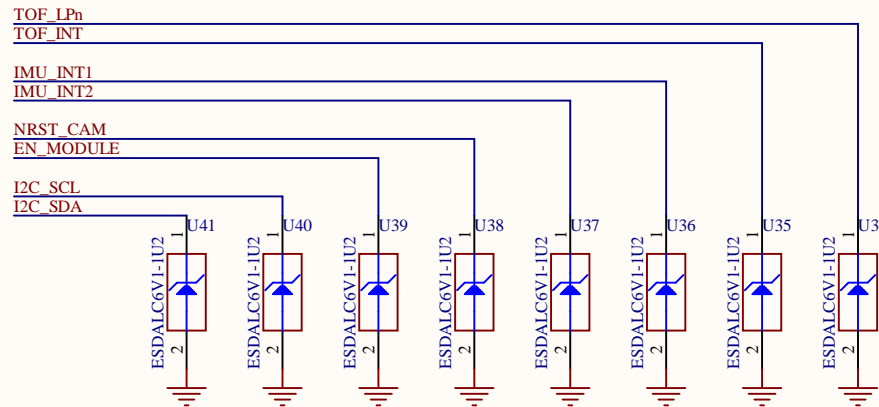 TOF_LPn
TOF_INT
IMU_INT1
IMU_INT2
NRST_CAM
EN_MODULE
I2C_SCL
I2C_SDA
U41 U40 U39 U38 U37 U36 U35 U3
1 1 1 1 1 1 1 1
ESDALC6V1-1U2 ESDALC6V1-1U2 ESDALC6V1-1U2 ESDALC6V1-1U2 ESDALC6V1-1U2 ESDALC6V1-1U2 ESDALC6V1-1U2 ESDALC6V1-1U2
2 2 2 2 2 2 2 2